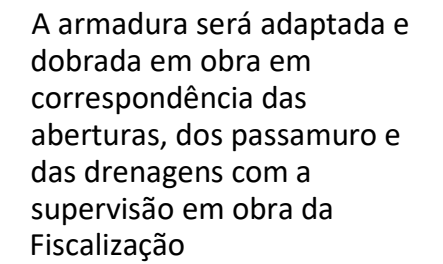 A armadura será adaptada e
dobrada em obra em
correspondência das
aberturas, dos passamuro e
das drenagens com a
supervisão em obra da
Fiscalização